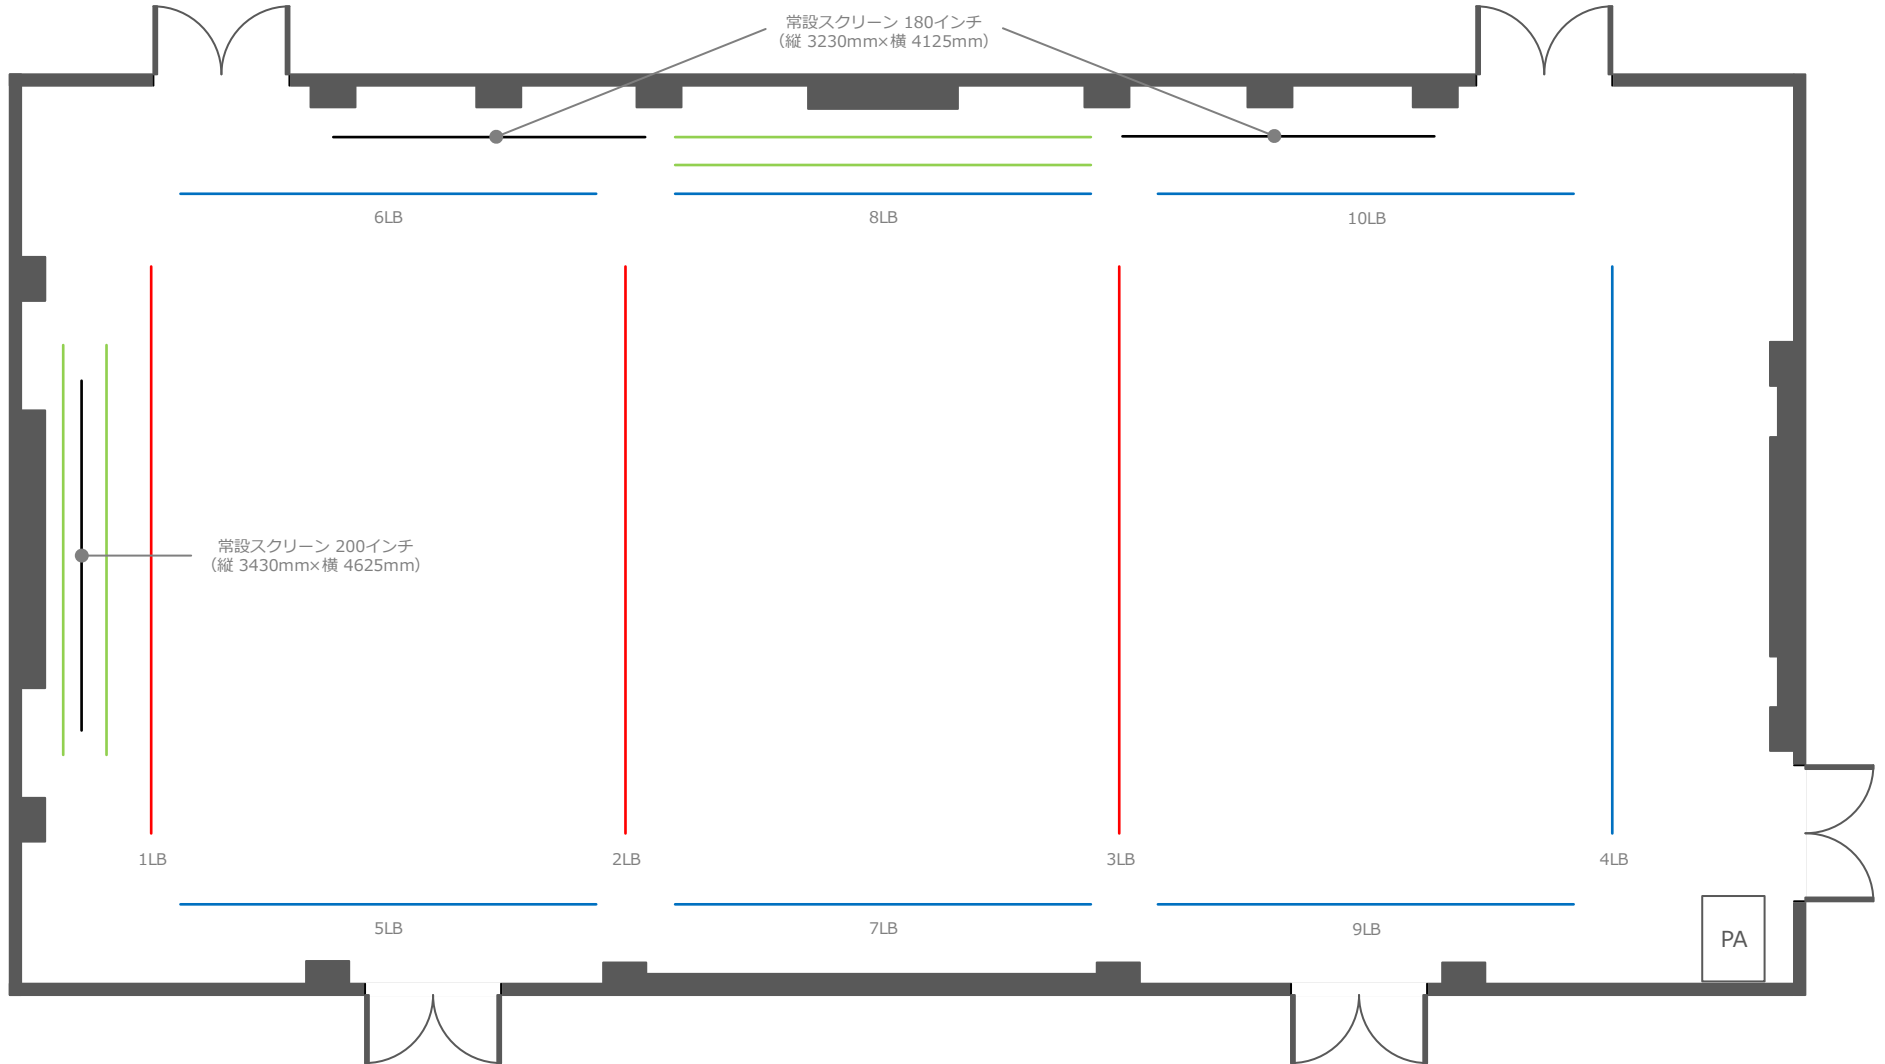 常設スクリーン 180インチ
（縦 3230mm×横 4125mm）
6LB
8LB
10LB
常設スクリーン 200インチ
（縦 3430mm×横 4625mm）
1LB
2LB
3LB
4LB
5LB
7LB
9LB
PA